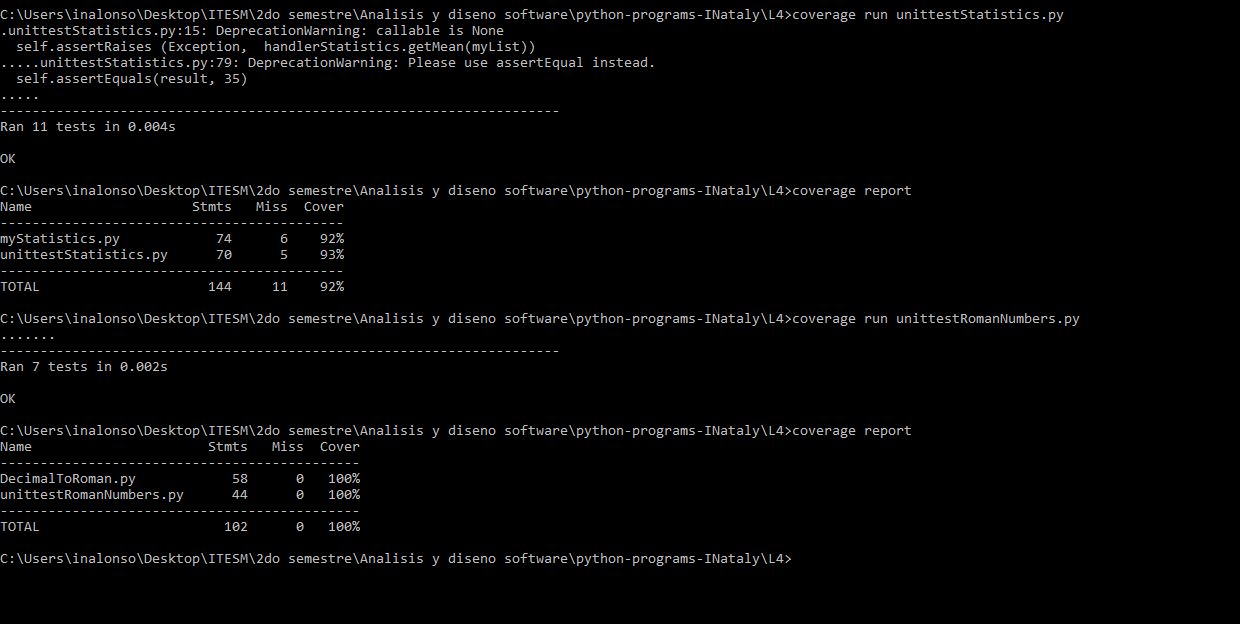 C:\Users\inalonso\Desktop\ITESM\2do semestre\Analisis y diseno software\python-programs-INataly\L4>coverage run unittestStatistics.py
.unittestStatistics.py:15: DeprecationWarning: callable is None
  self.assertRaises (Exception,  handlerStatistics.getMean(myList))
.....unittestStatistics.py:79: DeprecationWarning: Please use assertEqual instead.
  self.assertEquals(result, 35)
.....
----------------------------------------------------------------------
Ran 11 tests in 0.004s

OK

C:\Users\inalonso\Desktop\ITESM\2do semestre\Analisis y diseno software\python-programs-INataly\L4>coverage report
Name                    Stmts   Miss  Cover
-------------------------------------------
myStatistics.py            74      6    92%
unittestStatistics.py      70      5    93%
-------------------------------------------
TOTAL                     144     11    92%

C:\Users\inalonso\Desktop\ITESM\2do semestre\Analisis y diseno software\python-programs-INataly\L4>coverage run unittestRomanNumbers.py
.......
----------------------------------------------------------------------
Ran 7 tests in 0.002s

OK

C:\Users\inalonso\Desktop\ITESM\2do semestre\Analisis y diseno software\python-programs-INataly\L4>coverage report
Name                      Stmts   Miss  Cover
---------------------------------------------
DecimalToRoman.py            58      0   100%
unittestRomanNumbers.py      44      0   100%
---------------------------------------------
TOTAL                       102      0   100%

C:\Users\inalonso\Desktop\ITESM\2do semestre\Analisis y diseno software\python-programs-INataly\L4>